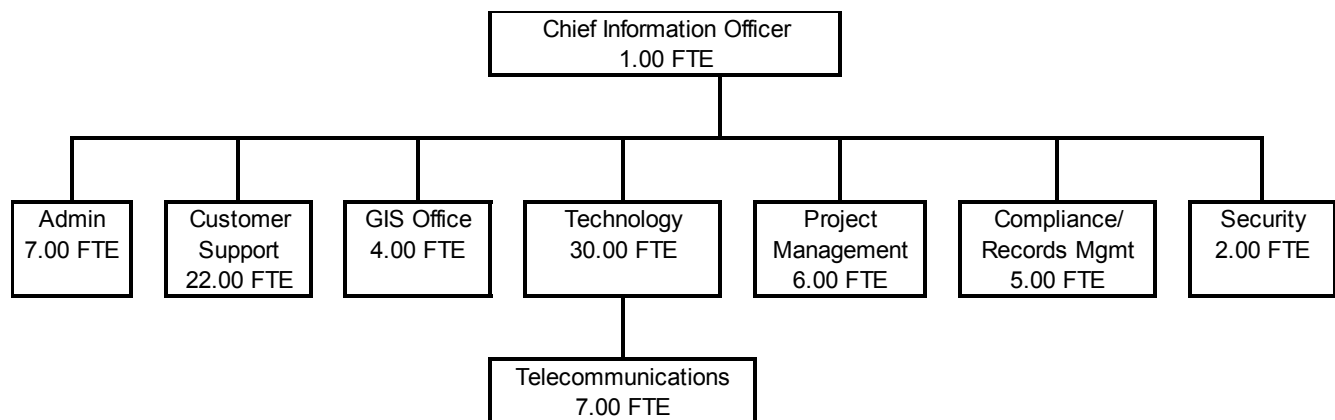 Chief Information Officer
1.00 FTE
Admin
7.00 FTE
Customer
Support
22.00 FTE
GIS Office
4.00 FTE
Technology
30.00 FTE
Project
Management
6.00 FTE
Compliance/
Records Mgmt
5.00 FTE
Security
2.00 FTE
Telecommunications
7.00 FTE